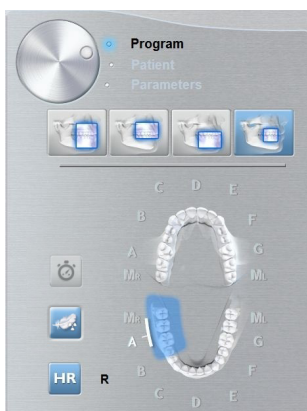 Program
Patient
Parameters
C D E
B F
A G
MR ML
MR ML
A G
B F
HR R
C D E